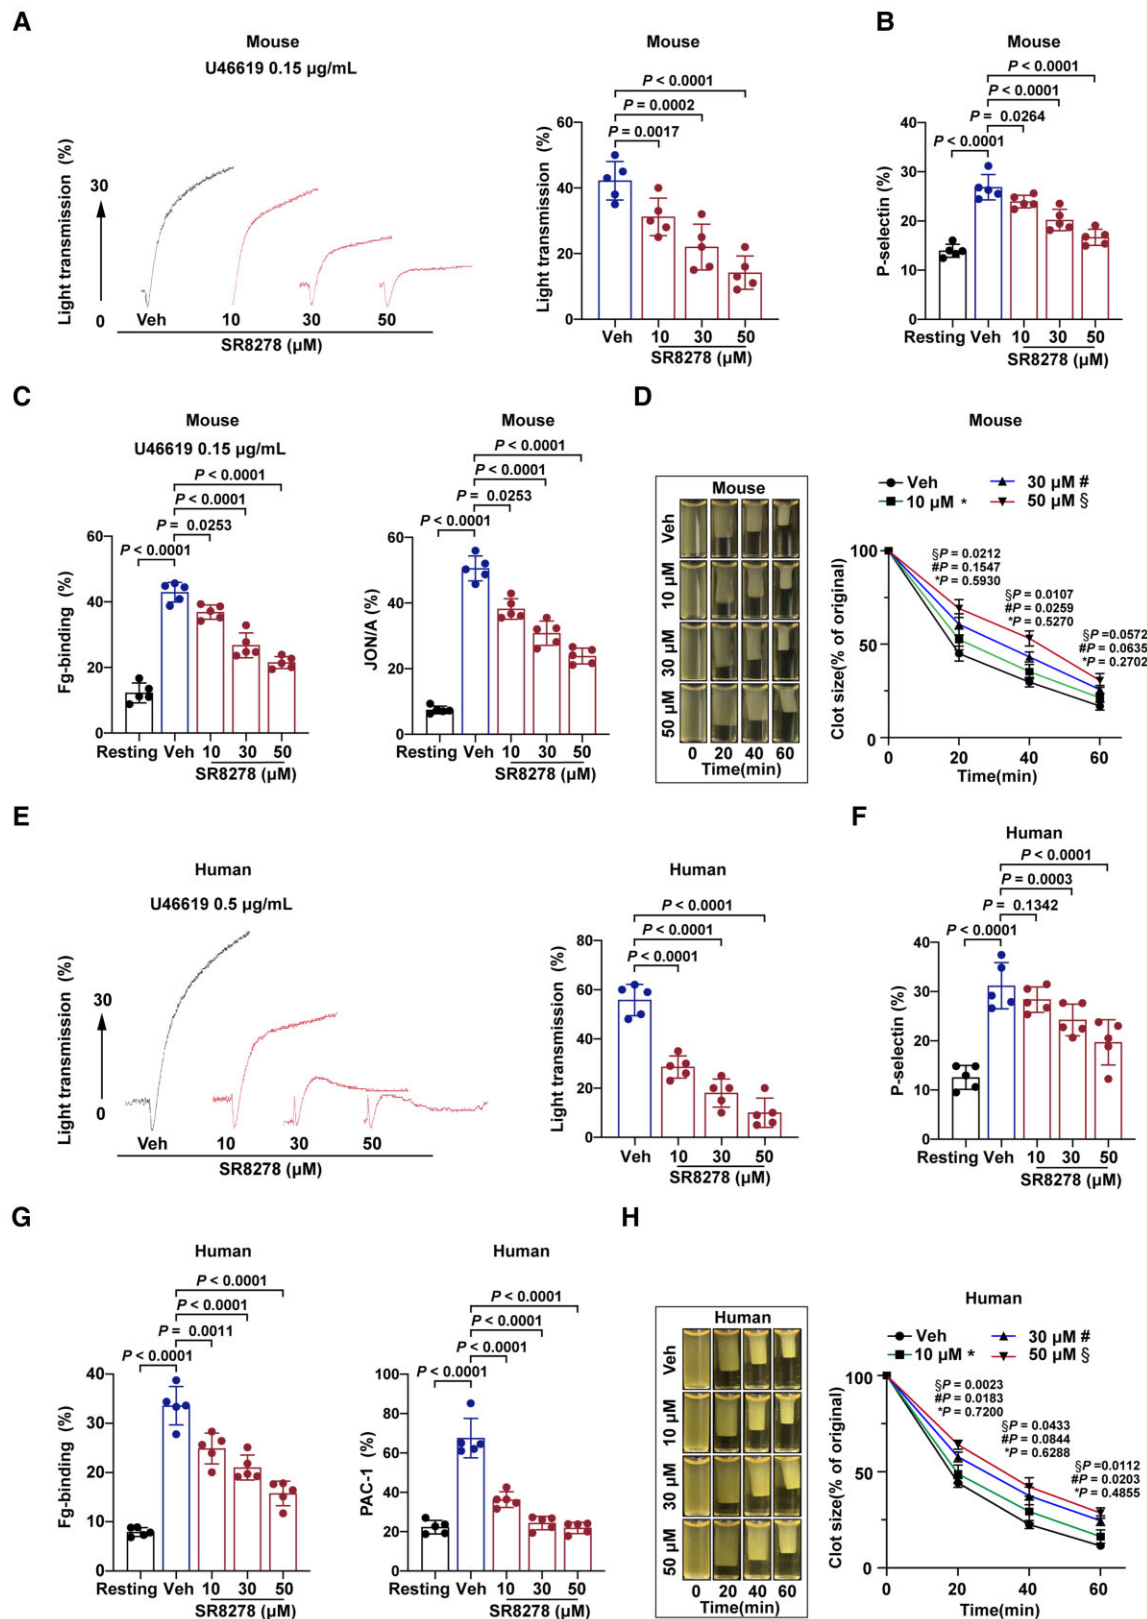 A
Mouse
U46619 0.15 µg/mL
Light transmission (%)
30
0
Veh
10
30
50
SR8278 (µM)
Mouse
P < 0.0001
P = 0.0002
P = 0.0017
Light transmission (%)
60
40
20
0
Veh 10 30 50
SR8278 (µM)
B
Mouse
P < 0.0001
P < 0.0001
P = 0.0264
P < 0.0001
P-selectin (%)
40
30
20
10
0
Resting Veh 10 30 50
SR8278 (µM)
C
Mouse
U46619 0.15 µg/mL
P < 0.0001
P < 0.0001
P = 0.0253
P < 0.0001
Fg-binding (%)
60
40
20
0
Resting Veh 10 30 50
SR8278 (µM)
Mouse
P < 0.0001
P < 0.0001
P = 0.0253
P < 0.0001
JON/A (%)
60
40
20
0
Resting Veh 10 30 50
SR8278 (µM)
D
Mouse
Veh
10 µM
30 µM
50 µM
0 20 40 60
Time(min)
Mouse
Veh
30 µM #
10 µM *
50 µM §
Clot size(% of original)
100
50
0
§P = 0.0212
#P = 0.1547
*P = 0.5930
§P = 0.0107
#P = 0.0259
*P = 0.5270
§P =0.0572
#P =0.0635
*P = 0.2702
0 20 40 60
Time(min)
E
Human
U46619 0.5 µg/mL
Light transmission (%)
30
0
Veh
10
30
50
SR8278 (µM)
Human
P < 0.0001
P < 0.0001
P < 0.0001
Light transmission (%)
80
60
40
20
0
Veh 10 30 50
SR8278 (µM)
F
Human
P < 0.0001
P = 0.0003
P = 0.1342
P < 0.0001
P-selectin (%)
40
30
20
10
0
Resting Veh 10 30 50
SR8278 (µM)
G
Human
P < 0.0001
P < 0.0001
P = 0.0011
P < 0.0001
Fg-binding (%)
40
30
20
10
0
Resting Veh 10 30 50
SR8278 (µM)
Human
P < 0.0001
P < 0.0001
P < 0.0001
P < 0.0001
PAC-1 (%)
100
80
60
40
20
0
Resting Veh 10 30 50
SR8278 (µM)
H
Human
Veh
10 µM
30 µM
50 µM
0 20 40 60
Time(min)
Human
Veh
30 µM #
10 µM *
50 µM §
Clot size(% of original)
100
50
0
§P = 0.0023
#P = 0.0183
*P = 0.7200
§P = 0.0433
#P = 0.0844
*P = 0.6288
§P =0.0112
#P =0.0203
*P = 0.4855
0 20 40 60
Time(min)